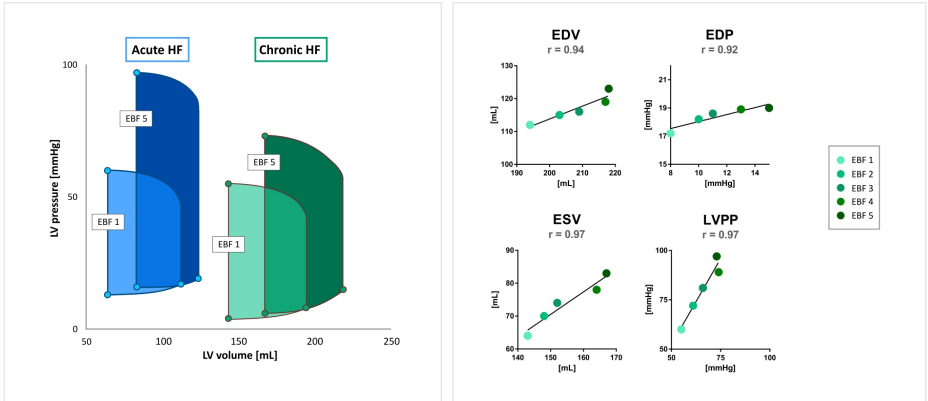 Acute HF
Chronic HF
100
50
0
LV pressure [mmHg]
EBF 5
EBF 1
EBF 5
EBF 1
50
100
150
200
250
LV volume [mL]
EDV
r = 0.94
130
120
110
100
[mL]
190
200
210
220
[mL]
EDP
r = 0.92
21
19
17
15
[mmHg]
8
10
12
14
[mmHg]
ESV
r = 0.97
90
80
70
60
[mL]
140
150
160
170
[mL]
LVPP
r = 0.97
100
75
50
[mmHg]
50
75
100
[mmHg]
EBF 1
EBF 2
EBF 3
EBF 4
EBF 5